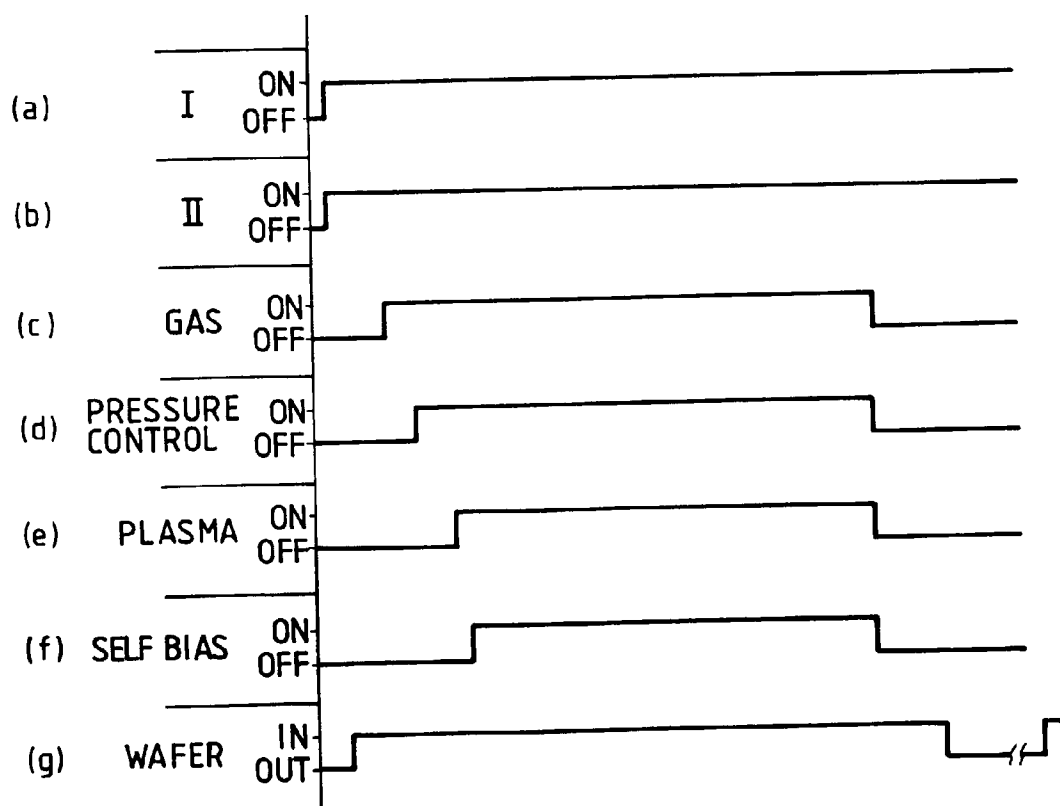 ON
(a) I
OFF
ON
(b) II
OFF
ON
(c) GAS
OFF
PRESSURE ON
(d) CONTROL
OFF
ON
(e) PLASMA
OFF
ON
(f) SELF BIAS
OFF
IN
(g) WAFER
OUT